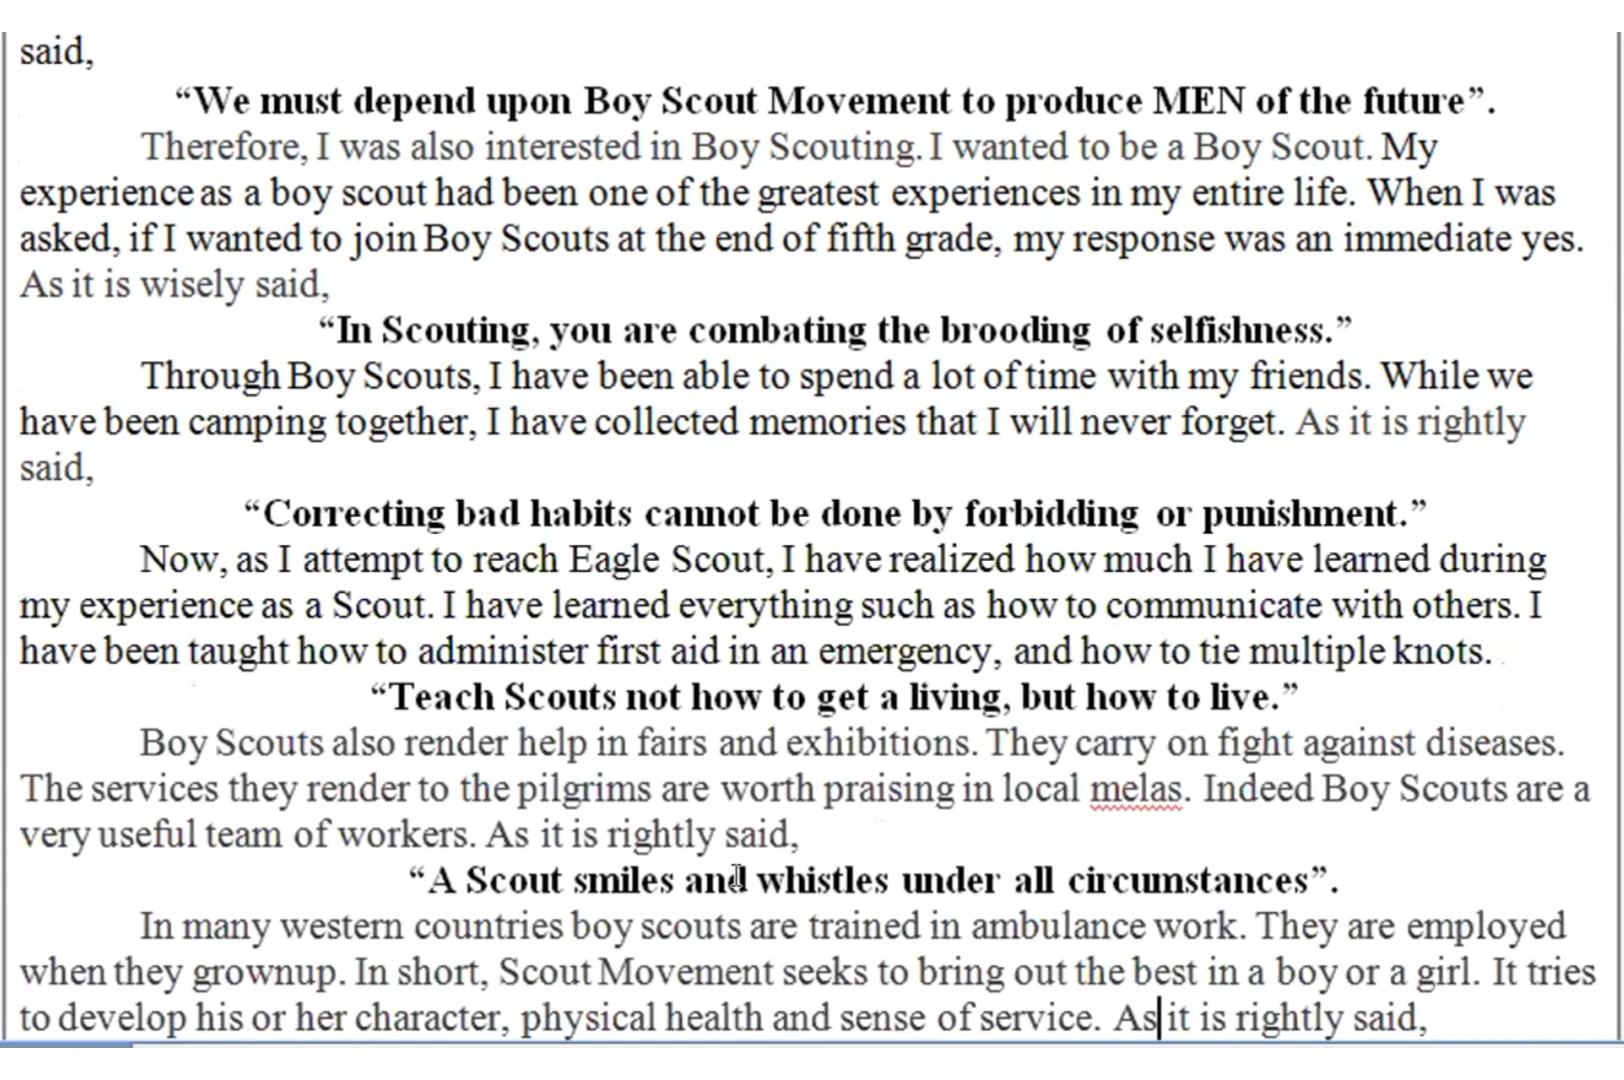 said,
“We must depend upon Boy Scout Movement to produce MEN of the future”.
Therefore, I was also interested in Boy Scouting. I wanted to be a Boy Scout. My
experience as a boy scout had been one of the greatest experiences in my entire life. When I was
asked, if I wanted to join Boy Scouts at the end of fifth grade, my response was an immediate yes.
As it is wisely said,
“In Scouting, you are combating the brooding of selfishness.”
Through Boy Scouts, I have been able to spend a lot of time with my friends. While we
have been camping together, I have collected memories that I will never forget. As it is rightly
said,
“Correcting bad habits cannot be done by forbidding or punishment.”
Now, as I attempt to reach Eagle Scout, I have realized how much I have learned during
my experience as a Scout. I have learned everything such as how to communicate with others. I
have been taught how to administer first aid in an emergency, and how to tie multiple knots.
“Teach Scouts not how to get a living, but how to live.”
Boy Scouts also render help in fairs and exhibitions. They carry on fight against diseases.
The services they render to the pilgrims are worth praising in local melas. Indeed Boy Scouts are a
very useful team of workers. As it is rightly said,
“A Scout smiles and whistles under all circumstances”.
In many western countries boy scouts are trained in ambulance work. They are employed
when they grownup. In short, Scout Movement seeks to bring out the best in a boy or a girl. It tries
to develop his or her character, physical health and sense of service. As it is rightly said,